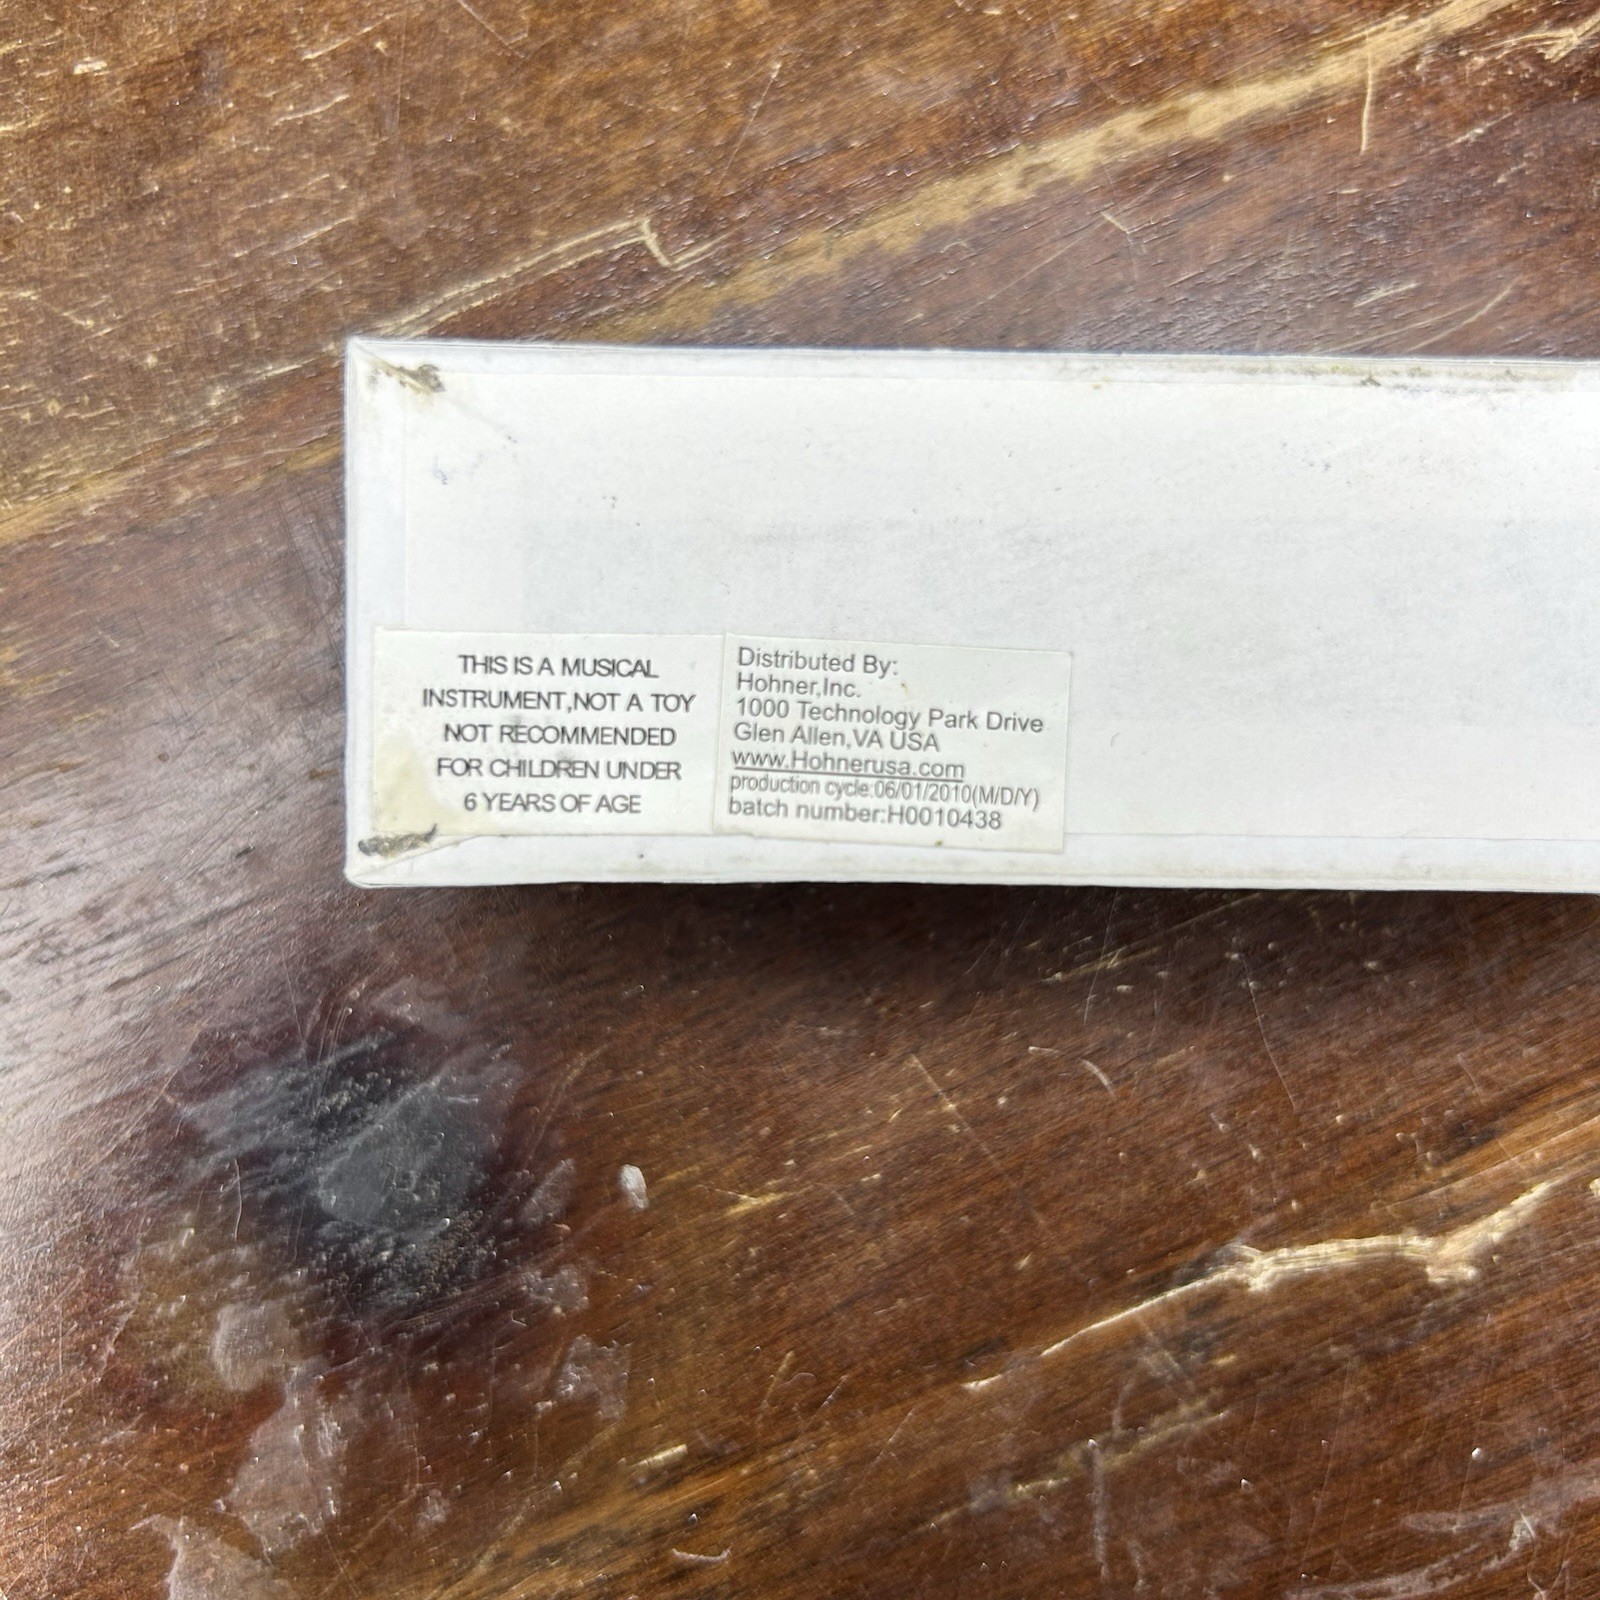 THIS IS A MUSICAL
INSTRUMENT,NOT A TOY
NOT RECOMMENDED
FOR CHILDREN UNDER
6 YEARS OF AGE
Distributed By:
Hohner,Inc.
1000 Technology Park Drive
Glen Allen,VA USA
www.Hohnerusa.com
production cycle:06/01/2010(M/D/Y)
batch number:H0010438